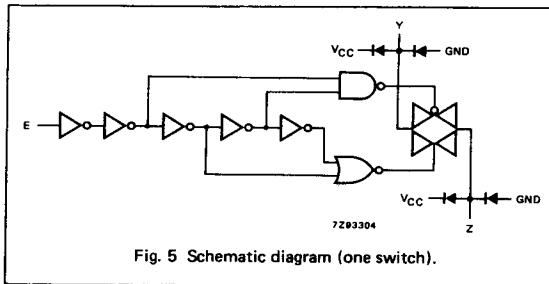 Y
VCC GND
E
VCC GND
7Z93304
Z
Fig. 5 Schematic diagram (one switch).